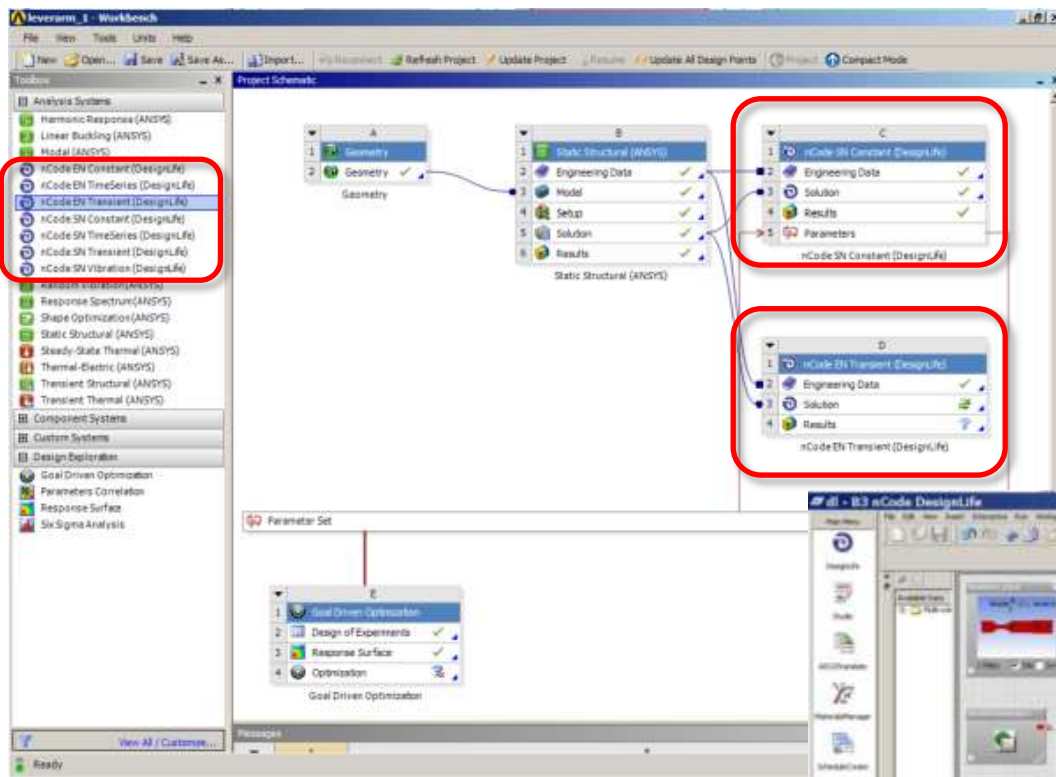 leverarm_1 - Workbench
File View Tools Units Help
New Open... Save Save As... Import... Reconnect Refresh Project Update Project Resume Update All Design Points Project Compact Mode
Toolbox
Project Schematic
Analysis Systems
Harmonic Response (ANSYS)
Linear Buckling (ANSYS)
Modal (ANSYS)
nCode EN Constant (DesignLife)
nCode EN TimeSeries (DesignLife)
nCode EN Transient (DesignLife)
nCode SN Constant (DesignLife)
nCode SN TimeSeries (DesignLife)
nCode SN Transient (DesignLife)
nCode SN Vibration (DesignLife)
Random Vibration (ANSYS)
Response Spectrum (ANSYS)
Shape Optimization (ANSYS)
Static Structural (ANSYS)
Steady-State Thermal (ANSYS)
Thermal-Electric (ANSYS)
Transient Structural (ANSYS)
Transient Thermal (ANSYS)
Component Systems
Custom Systems
Design Exploration
Goal Driven Optimization
Parameters Correlation
Response Surface
Six Sigma Analysis
View All / Customize...
Ready
A
1 Geometry
2 Geometry
Geometry
B
1 Static Structural (ANSYS)
2 Engineering Data
3 Model
4 Setup
5 Solution
6 Results
Static Structural (ANSYS)
C
1 nCode SN Constant (DesignLife)
2 Engineering Data
3 Solution
4 Results
5 Parameters
nCode SN Constant (DesignLife)
D
1 nCode EN Transient (DesignLife)
2 Engineering Data
3 Solution
4 Results
nCode EN Transient (DesignLife)
Parameter Set
E
1 Goal Driven Optimization
2 Design of Experiments
3 Response Surface
4 Optimization
Goal Driven Optimization
Messages
dl - B3 nCode DesignLife
Main Menu
File Edit View
DesignLife
Studio
Available Data